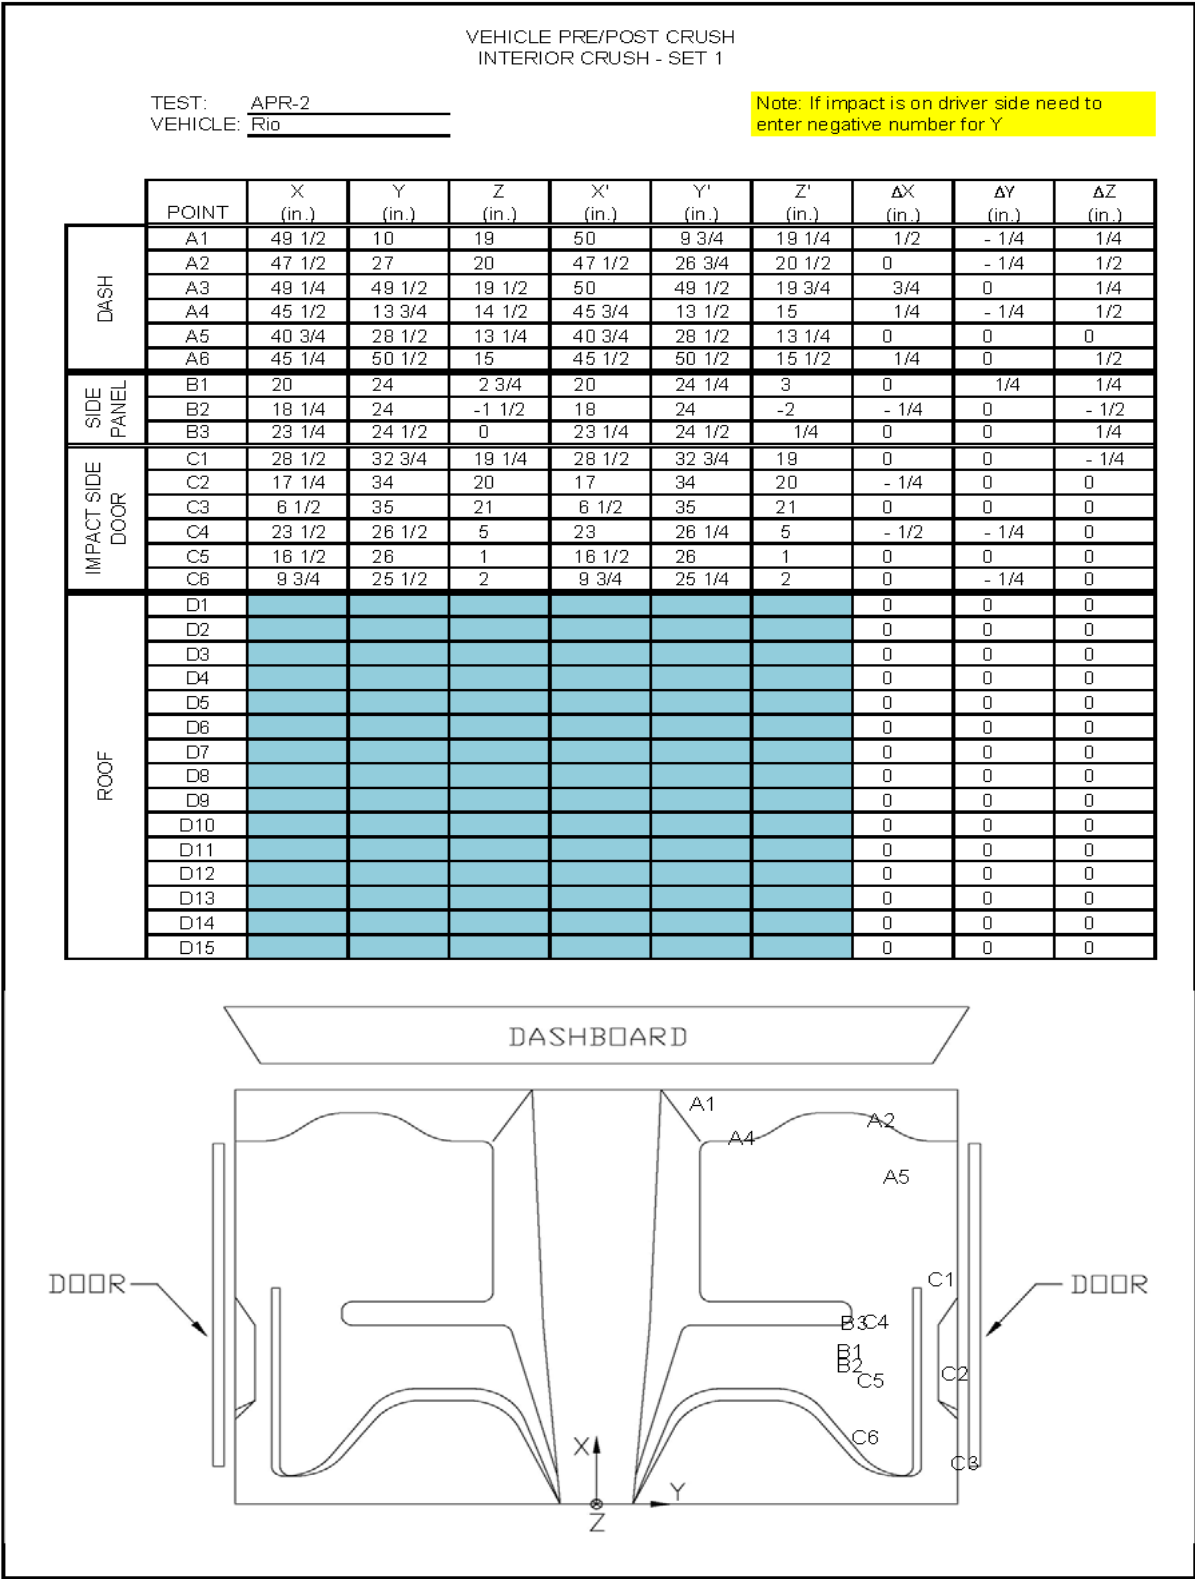 VEHICLE PRE/POST CRUSH
INTERIOR CRUSH - SET 1
TEST: APR-2
VEHICLE: Rio
Note: If impact is on driver side need to
enter negative number for Y
POINT X (in.) Y (in.) Z (in.) X' (in.) Y' (in.) Z' (in.) ΔX (in.) ΔY (in.) ΔZ (in.)
DASH
A1 49 1/2 10 19 50 9 3/4 19 1/4 1/2 - 1/4 1/4
A2 47 1/2 27 20 47 1/2 26 3/4 20 1/2 0 - 1/4 1/2
A3 49 1/4 49 1/2 19 1/2 50 49 1/2 19 3/4 3/4 0 1/4
A4 45 1/2 13 3/4 14 1/2 45 3/4 13 1/2 15 1/4 - 1/4 1/2
A5 40 3/4 28 1/2 13 1/4 40 3/4 28 1/2 13 1/4 0 0 0
A6 45 1/4 50 1/2 15 45 1/2 50 1/2 15 1/2 1/4 0 1/2
SIDE PANEL
B1 20 24 2 3/4 20 24 1/4 3 0 1/4 1/4
B2 18 1/4 24 -1 1/2 18 24 -2 - 1/4 0 - 1/2
B3 23 1/4 24 1/2 0 23 1/4 24 1/2 1/4 0 0 1/4
IMPACT SIDE DOOR
C1 28 1/2 32 3/4 19 1/4 28 1/2 32 3/4 19 0 0 - 1/4
C2 17 1/4 34 20 17 34 20 - 1/4 0 0
C3 6 1/2 35 21 6 1/2 35 21 0 0 0
C4 23 1/2 26 1/2 5 23 26 1/4 5 - 1/2 - 1/4 0
C5 16 1/2 26 1 16 1/2 26 1 0 0 0
C6 9 3/4 25 1/2 2 9 3/4 25 1/4 2 0 - 1/4 0
ROOF
D1 0 0 0
D2 0 0 0
D3 0 0 0
D4 0 0 0
D5 0 0 0
D6 0 0 0
D7 0 0 0
D8 0 0 0
D9 0 0 0
D10 0 0 0
D11 0 0 0
D12 0 0 0
D13 0 0 0
D14 0 0 0
D15 0 0 0
DASHBOARD
A1
A2
A4
A5
C1
DOOR
DOOR
B3
C4
B1
B2
C2
C5
C6
X
C3
Y
Z